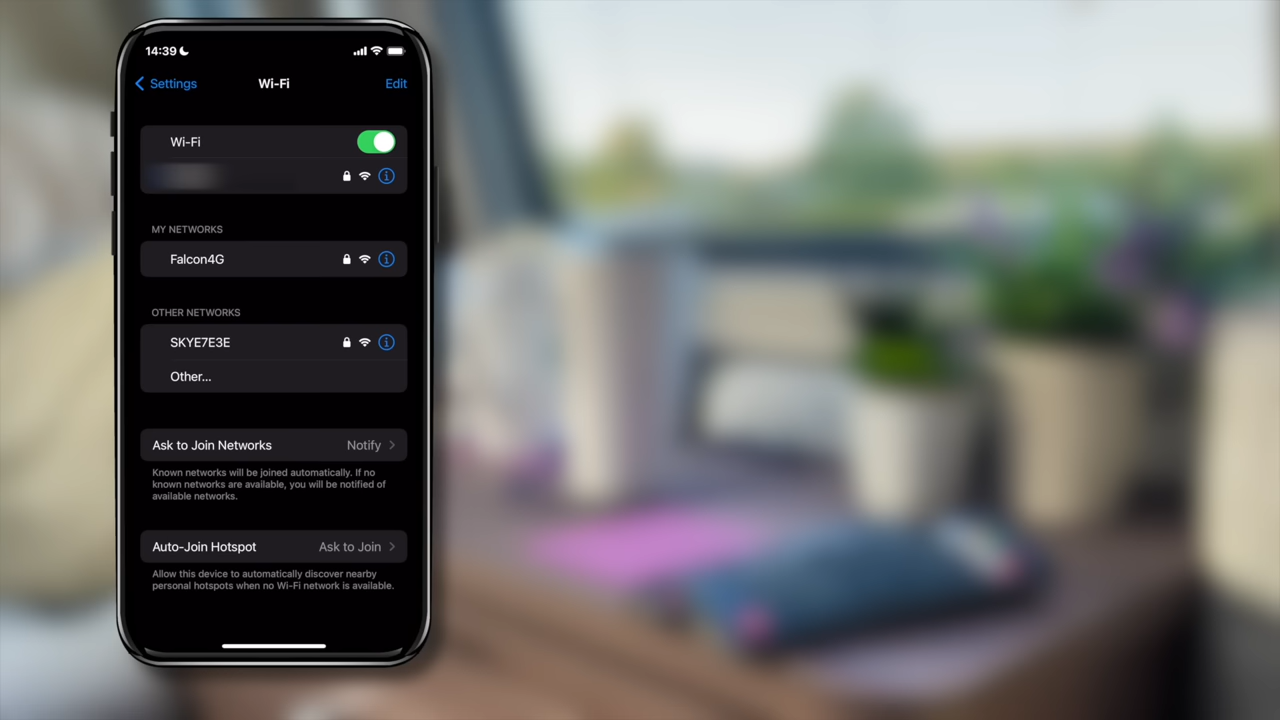 14:39
Settings
Wi-Fi
Edit
Wi-Fi
MY NETWORKS
Falcon4G
OTHER NETWORKS
SKYE7E3E
Other...
Ask to Join Networks Notify
Known networks will be joined automatically. If no
known networks are available, you will be notified of
available networks.
Auto-Join Hotspot Ask to Join
Allow this device to automatically discover nearby
personal hotspots when no Wi-Fi network is available.